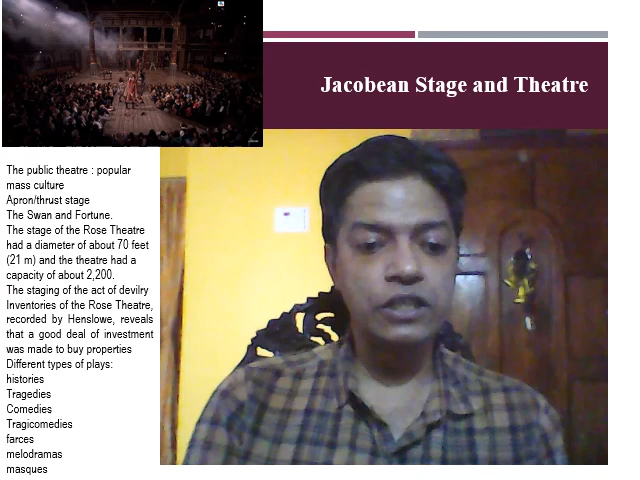 Jacobean Stage and Theatre
The public theatre : popular
mass culture
Apron/thrust stage
The Swan and Fortune.
The stage of the Rose Theatre
had a diameter of about 70 feet
(21 m) and the theatre had a
capacity of about 2,200.
The staging of the act of devilry
Inventories of the Rose Theatre,
recorded by Henslowe, reveals
that a good deal of investment
was made to buy properties
Different types of plays:
histories
Tragedies
Comedies
Tragicomedies
farces
melodramas
masques